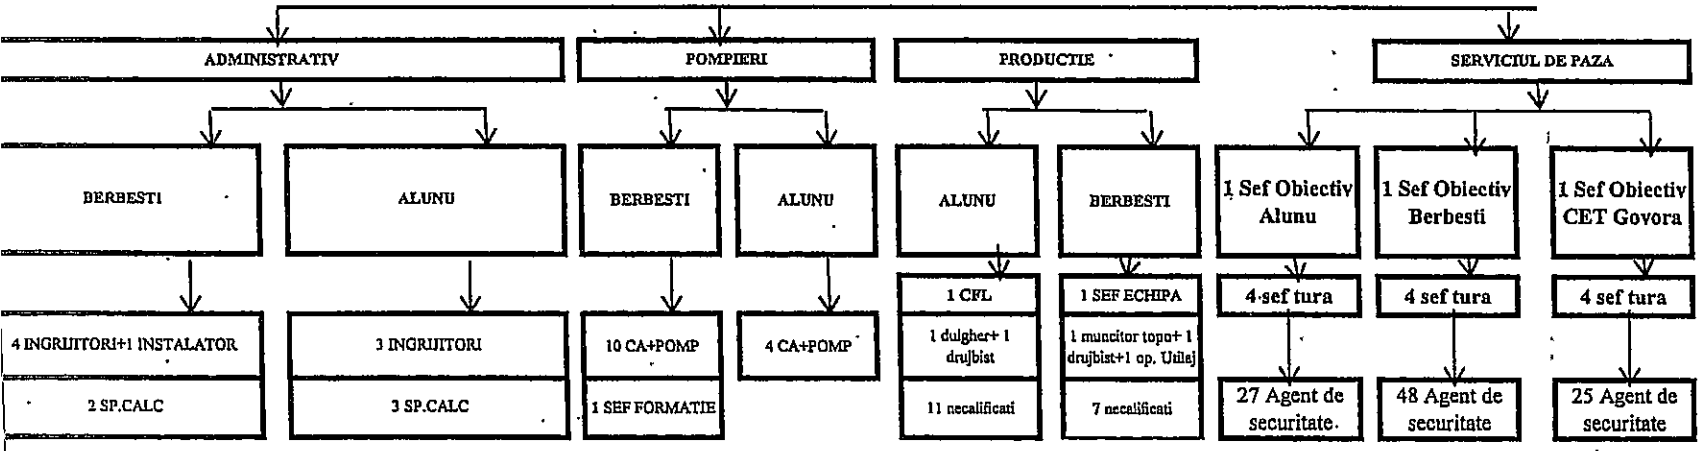 ADMINISTRATIV
POMPIERI
PRODUCTIE
SERVICIUL DE PAZA
BERBESTI
ALUNU
BERBESTI
ALUNU
ALUNU
BERBESTI
1 Sef Obiectiv
Alunu
1 Sef Obiectiv
Berbesti
1 Sef Obiectiv
CET Govora
4 INGRIJITORI+1 INSTALATOR
2 SP.CALC
3 INGRIJITORI
3 SP.CALC
10 CA+POMP
1 SEF FORMATIE
4 CA+POMP
1 CFL
1 dulgher+ 1
drujbist
11 necalificati
1 SEF ECHIPA
1 muncitor topo+ 1
drujbist+1 op. Utilaj
7 necalificati
4 sef tura
27 Agent de
securitate
4 sef tura
48 Agent de
securitate
4 sef tura
25 Agent de
securitate